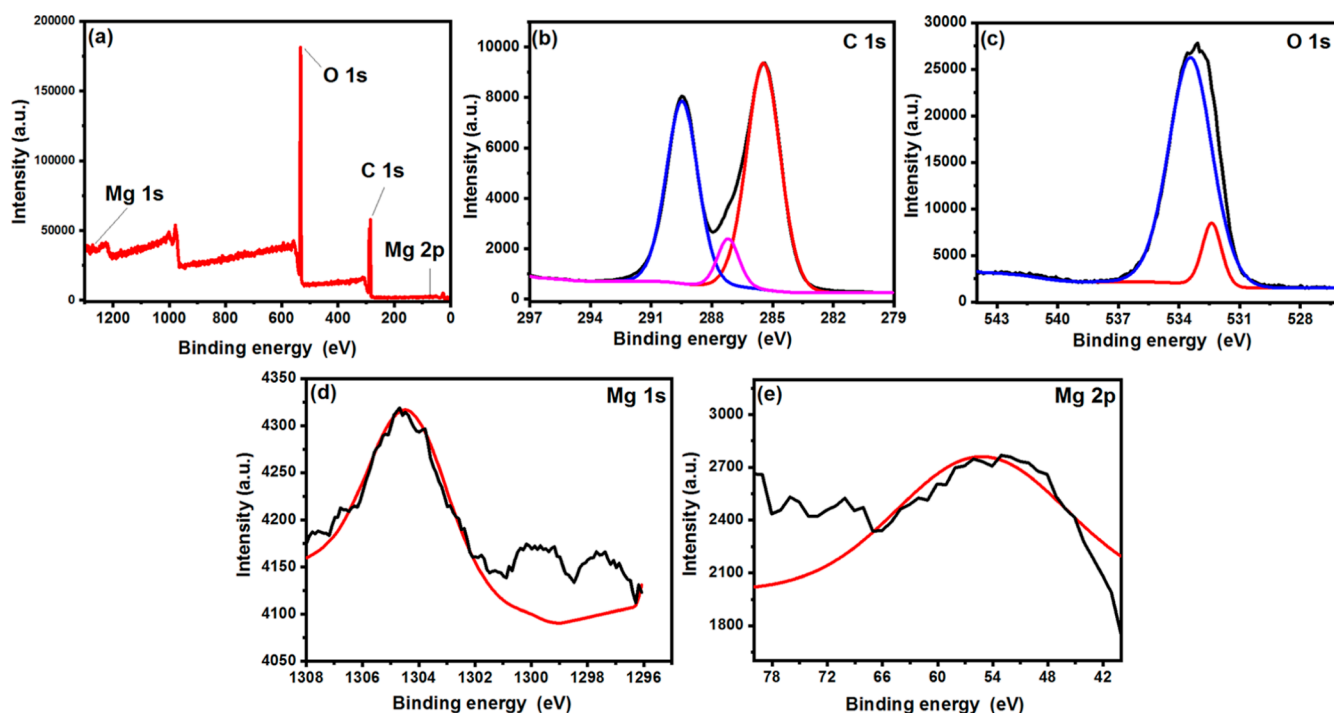 (a)
O 1s
C 1s
Mg 1s
Mg 2p
200000
150000
100000
50000
0
Intensity (a.u.)
1200 1000 800 600 400 200 0
Binding energy (eV)
(b)
C 1s
10000
8000
6000
4000
2000
0
Intensity (a.u.)
297 294 291 288 285 282 279
Binding energy (eV)
(c)
O 1s
30000
25000
20000
15000
10000
5000
0
Intensity (a.u.)
543 540 537 534 531 528
Binding energy (eV)
(d)
Mg 1s
4350
4300
4250
4200
4150
4100
4050
Intensity (a.u.)
1308 1306 1304 1302 1300 1298 1296
Binding energy (eV)
(e)
Mg 2p
3000
2700
2400
2100
1800
Intensity (a.u.)
78 72 66 60 54 48 42
Binding energy (eV)